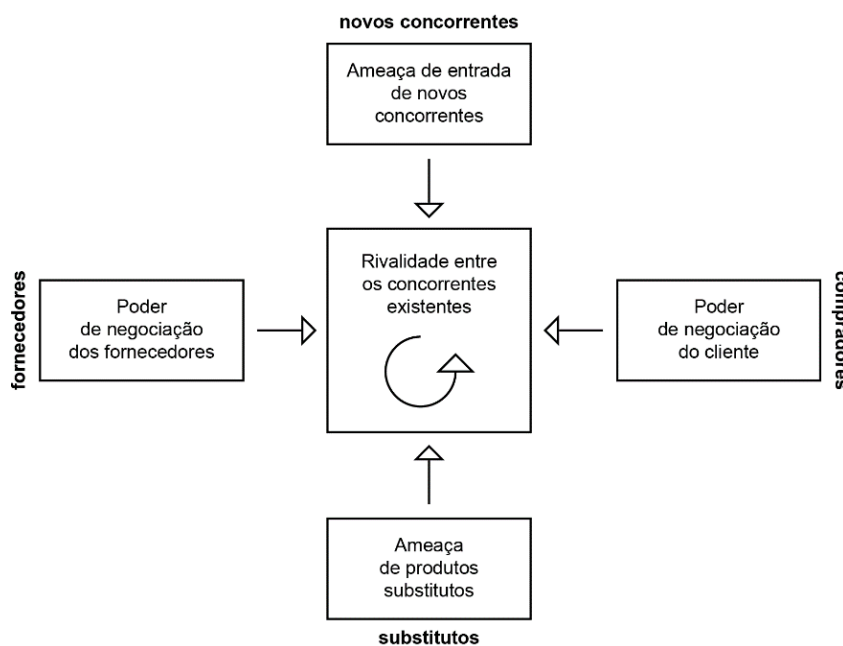 novos concorrentes
Ameaça de entrada
de novos
concorrentes
fornecedores
Poder
de negociação
dos fornecedores
Rivalidade entre
os concorrentes
existentes
Poder
de negociação
do cliente
compradores
Ameaça
de produtos
substitutos
substitutos